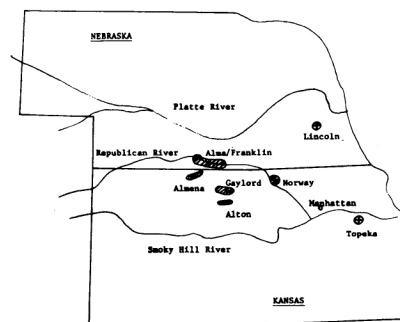 NEBRASKA
Platte River
Lincoln
Republican River
Alma/Franklin
Almena
Gaylord
Norway
Alton
Manhattan
Topeka
Smoky Hill River
KANSAS